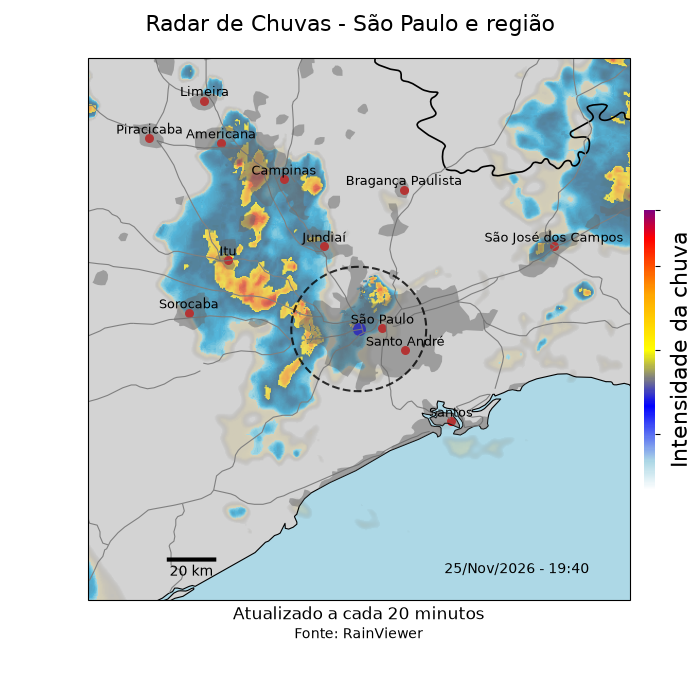 Radar de Chuvas - São Paulo e região
Limeira
Piracicaba
Americana
Campinas
Bragança Paulista
Jundiaí
São José dos Campos
Itu
Sorocaba
São Paulo
Santo André
Santos
Intensidade da chuva
20 km
25/Nov/2026 - 19:40
Atualizado a cada 20 minutos
Fonte: RainViewer